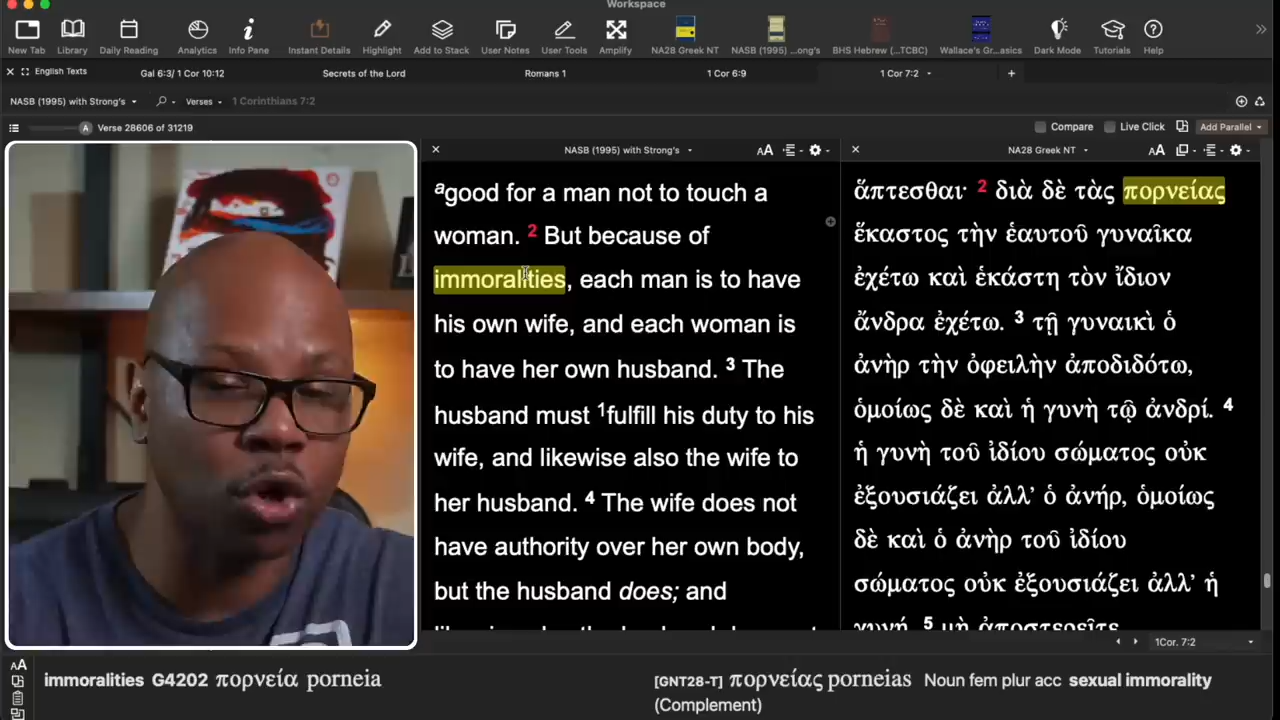 Workspace
New Tab Library Daily Reading Analytics Info Pane Instant Details Highlight Add to Stack User Notes User Tools Amplify NA28 Greek NT NASB (1995) ...ong's BHS Hebrew (...TCBC) Wallace's Gr...asics Dark Mode Tutorials Help
English Texts Gal 6:3/ 1 Cor 10:12 Secrets of the Lord Romans 1 1 Cor 6:9 1 Cor 7:2
NASB (1995) with Strong's Verses 1 Corinthians 7:2
A Verse 28606 of 31219 Compare Live Click Add Parallel
NASB (1995) with Strong's AA
ᵃgood for a man not to touch a
woman. 2 But because of
immoralities, each man is to have
his own wife, and each woman is
to have her own husband. 3 The
husband must ¹fulfill his duty to his
wife, and likewise also the wife to
her husband. 4 The wife does not
have authority over her own body,
but the husband does; and
NA28 Greek NT AA
ἅπτεσθαι· 2 διὰ δὲ τὰς πορνείας
ἕκαστος τὴν ἑαυτοῦ γυναῖκα
ἐχέτω καὶ ἑκάστη τὸν ἴδιον
ἄνδρα ἐχέτω. 3 τῇ γυναικὶ ὁ
ἀνὴρ τὴν ὀφειλὴν ἀποδιδότω,
ὁμοίως δὲ καὶ ἡ γυνὴ τῷ ἀνδρί. 4
ἡ γυνὴ τοῦ ἰδίου σώματος οὐκ
ἐξουσιάζει ἀλλ’ ὁ ἀνήρ, ὁμοίως
δὲ καὶ ὁ ἀνὴρ τοῦ ἰδίου
σώματος οὐκ ἐξουσιάζει ἀλλ’ ἡ
γυνή. 5 μὴ ἀποστερεῖτε
1Cor. 7:2
AA
immoralities G4202 πορνεία porneia
[GNT28-T] πορνείας porneias Noun fem plur acc sexual immorality
(Complement)